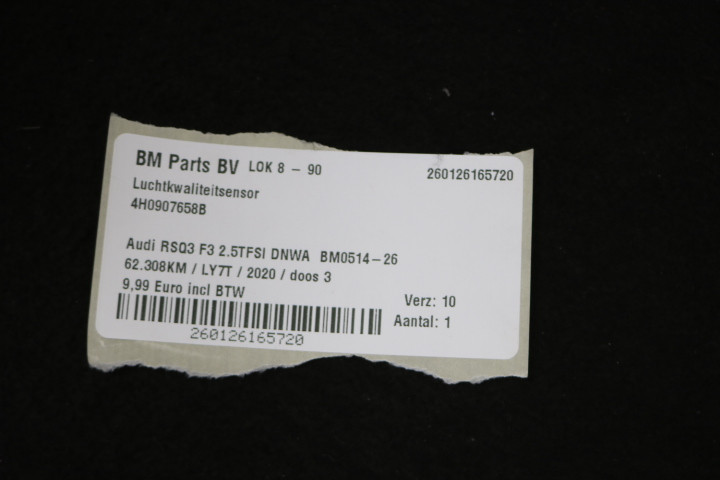 BM Parts BV LOK 8 - 90 260126165720
Luchtkwaliteitsensor
4H0907658B
Audi RSQ3 F3 2.5TFSI DNWA BM0514-26
62.308KM / LY7T / 2020 / doos 3
9,99 Euro incl BTW Verz: 10
Aantal: 1
260126165720